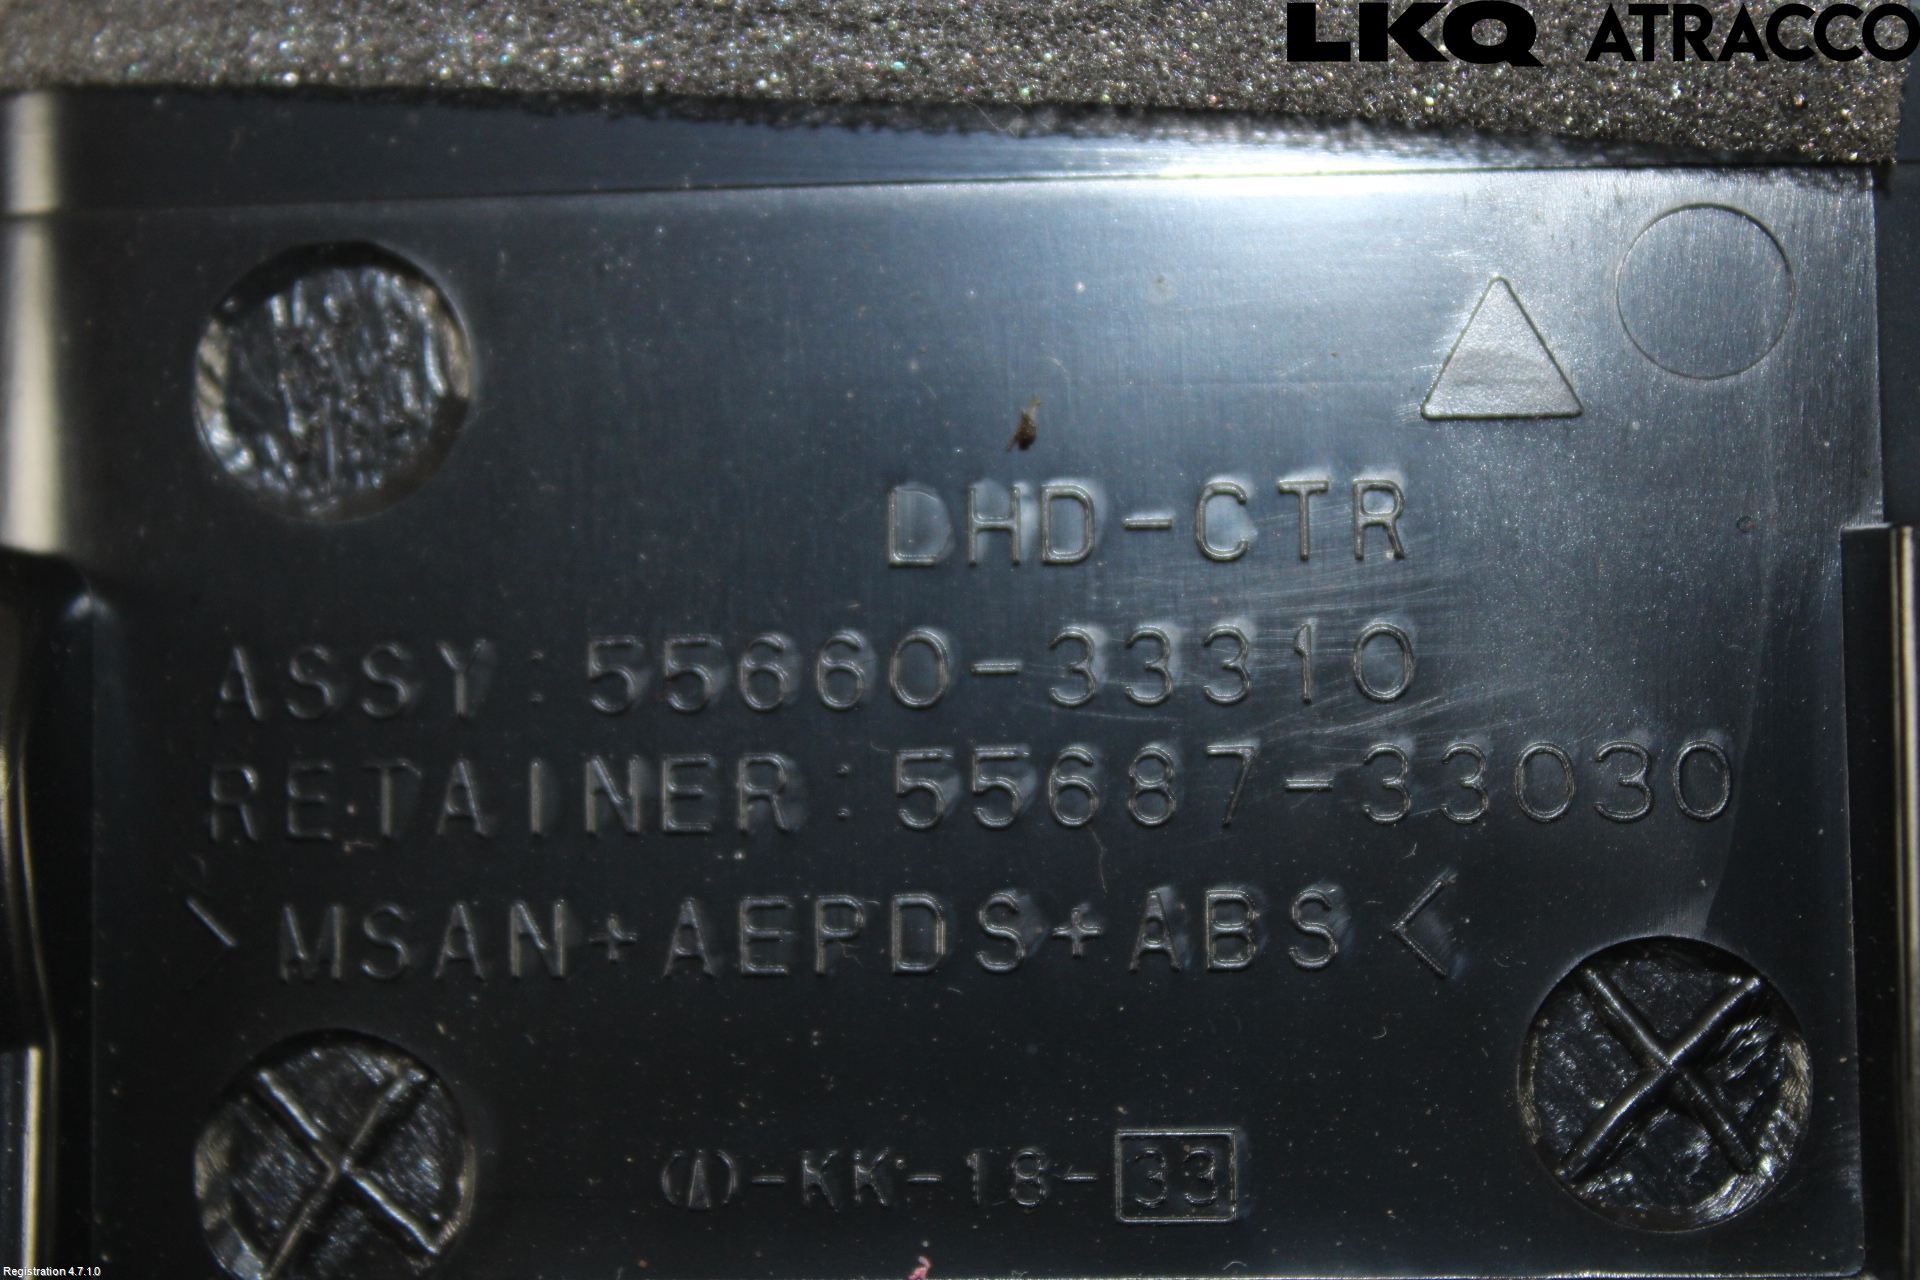 LKQ ATRACCO
DHD-CTR
ASSY:55660-33310
RETAINER:55687-33030
>MSAN+AEPDS+ABS<
(A)-KK-18-33
Registration 4.7.1.0